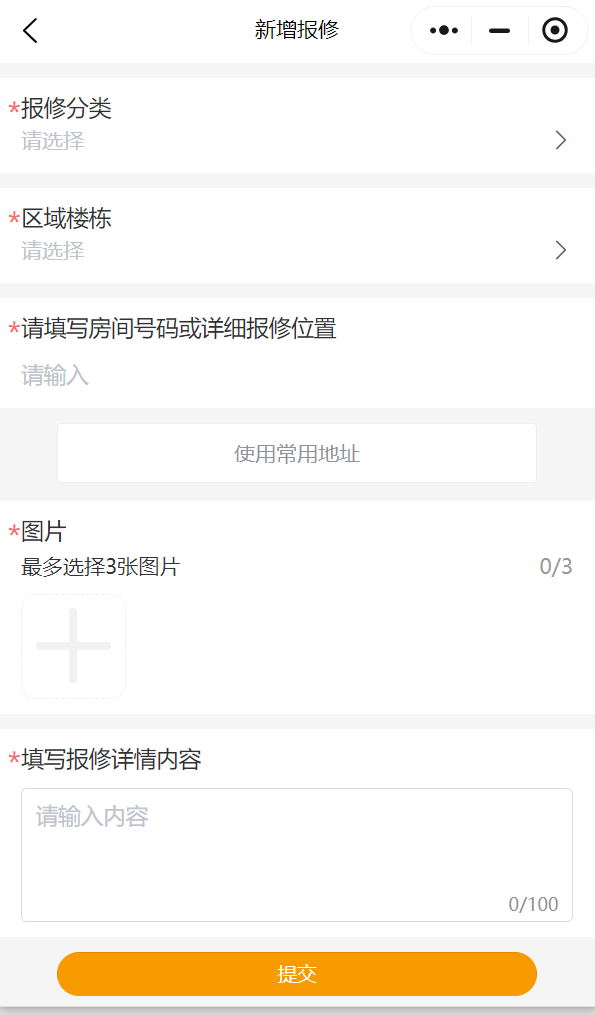 新增报修
*报修分类
请选择
*区域楼栋
请选择
*请填写房间号码或详细报修位置
请输入
使用常用地址
*图片
最多选择3张图片 0/3
*填写报修详情内容
请输入内容
0/100
提交